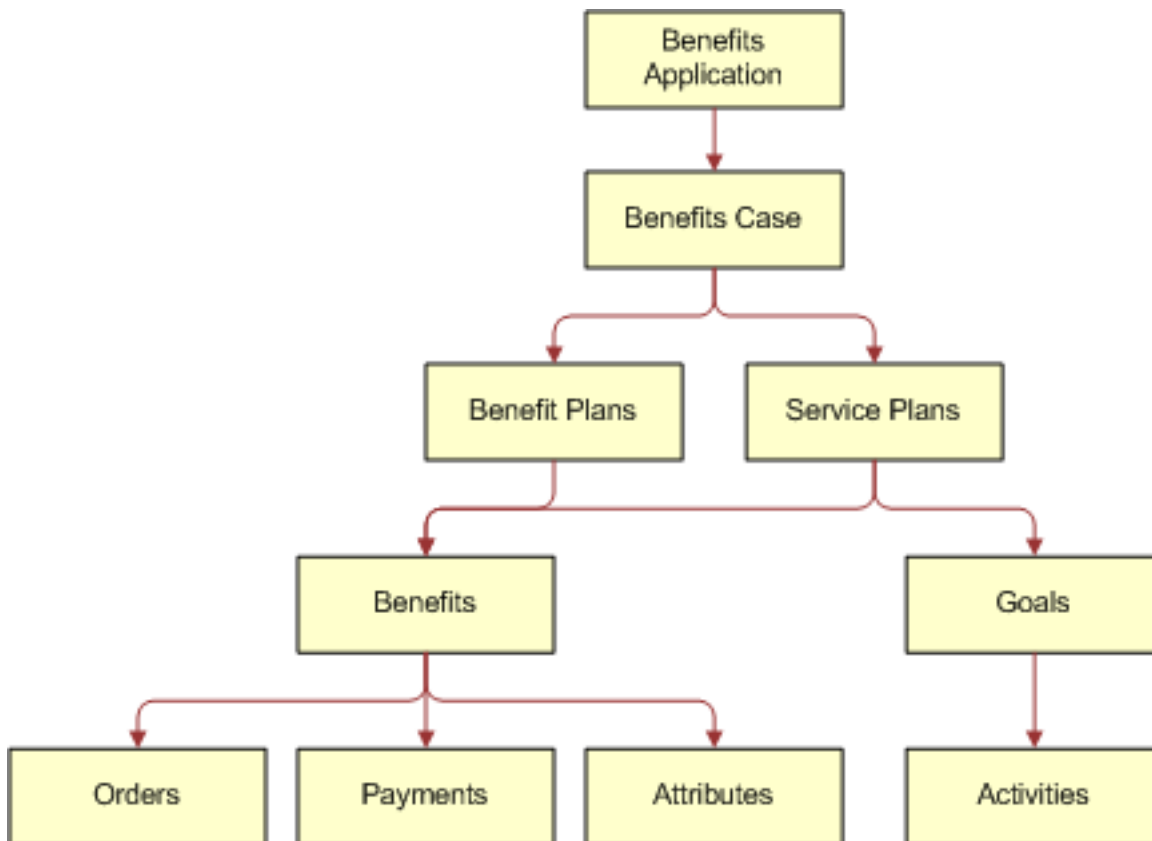 Benefits
Application
Benefits Case
Benefit Plans
Service Plans
Benefits
Goals
Orders
Payments
Attributes
Activities